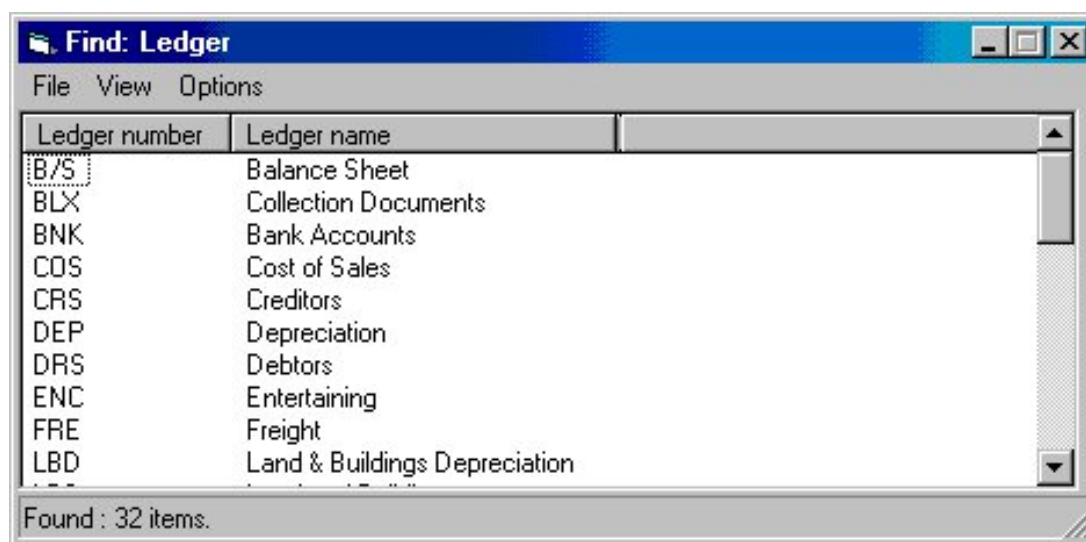 Find: Ledger
File View Options
Ledger number Ledger name
B/S Balance Sheet
BLX Collection Documents
BNK Bank Accounts
COS Cost of Sales
CRS Creditors
DEP Depreciation
DRS Debtors
ENC Entertaining
FRE Freight
LBD Land & Buildings Depreciation
Found : 32 items.